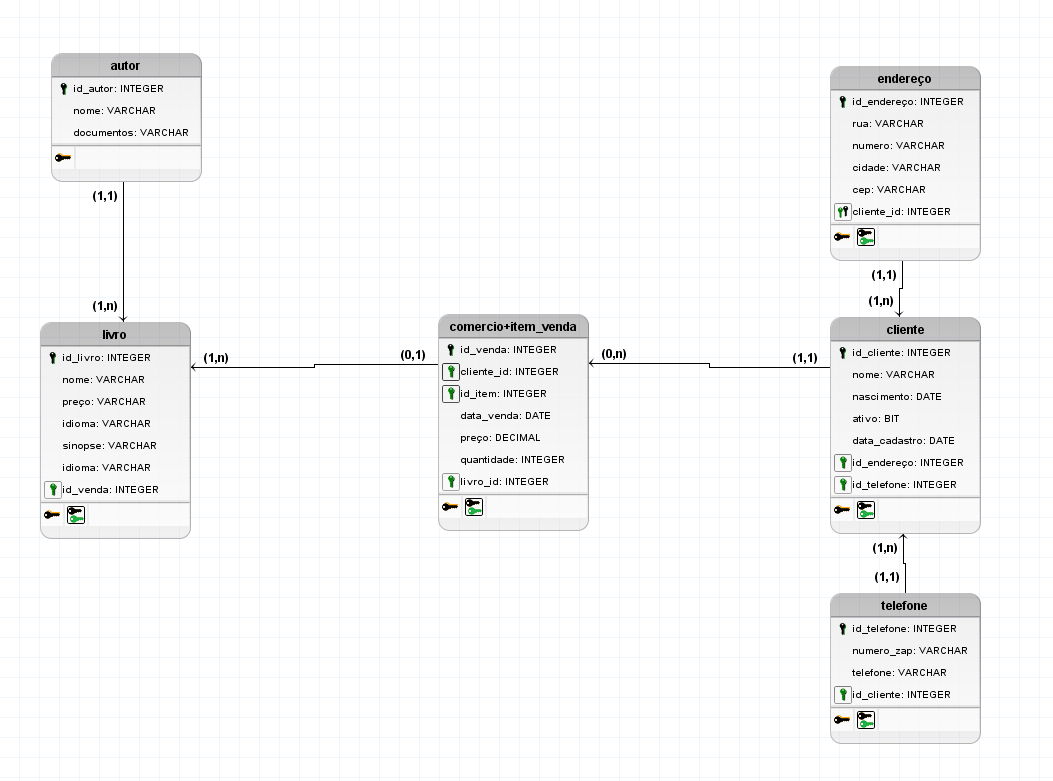 autor
id_autor: INTEGER
nome: VARCHAR
documentos: VARCHAR
(1,1)
(1,n)
livro
id_livro: INTEGER
nome: VARCHAR
preço: VARCHAR
idioma: VARCHAR
sinopse: VARCHAR
idioma: VARCHAR
id_venda: INTEGER
(1,n)
(0,1)
comercio+item_venda
id_venda: INTEGER
cliente_id: INTEGER
id_item: INTEGER
data_venda: DATE
preço: DECIMAL
quantidade: INTEGER
livro_id: INTEGER
(0,n)
(1,1)
endereço
id_endereço: INTEGER
rua: VARCHAR
numero: VARCHAR
cidade: VARCHAR
cep: VARCHAR
cliente_id: INTEGER
(1,1)
(1,n)
cliente
id_cliente: INTEGER
nome: VARCHAR
nascimento: DATE
ativo: BIT
data_cadastro: DATE
id_endereço: INTEGER
id_telefone: INTEGER
(1,n)
(1,1)
telefone
id_telefone: INTEGER
numero_zap: VARCHAR
telefone: VARCHAR
id_cliente: INTEGER